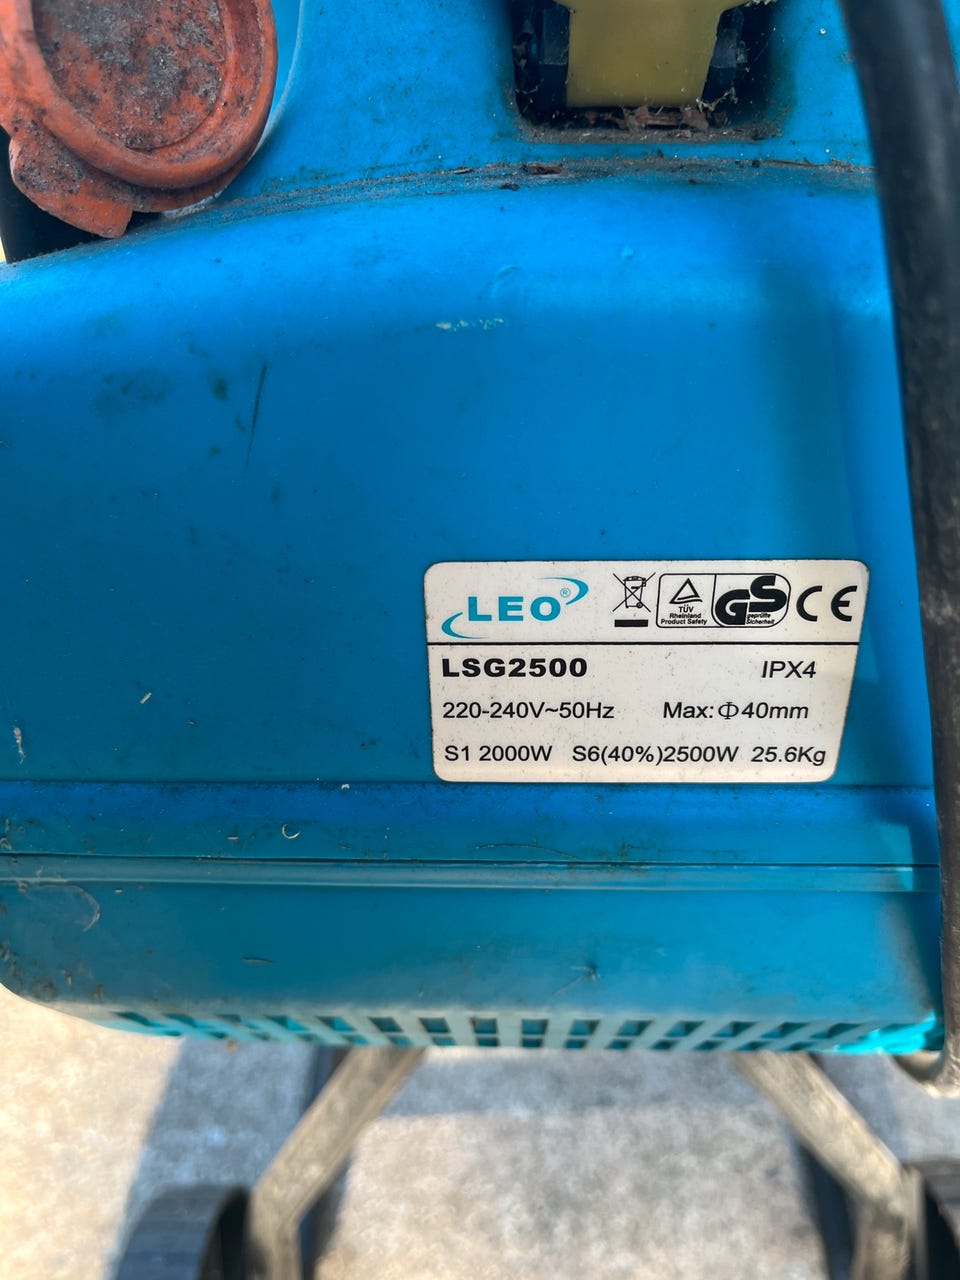 LEO®
TÜV
Rheinland
Product Safety
GS
geprüfte
Sicherheit
CE
LSG2500 IPX4
220-240V~50Hz Max: Φ40mm
S1 2000W S6(40%)2500W 25.6Kg